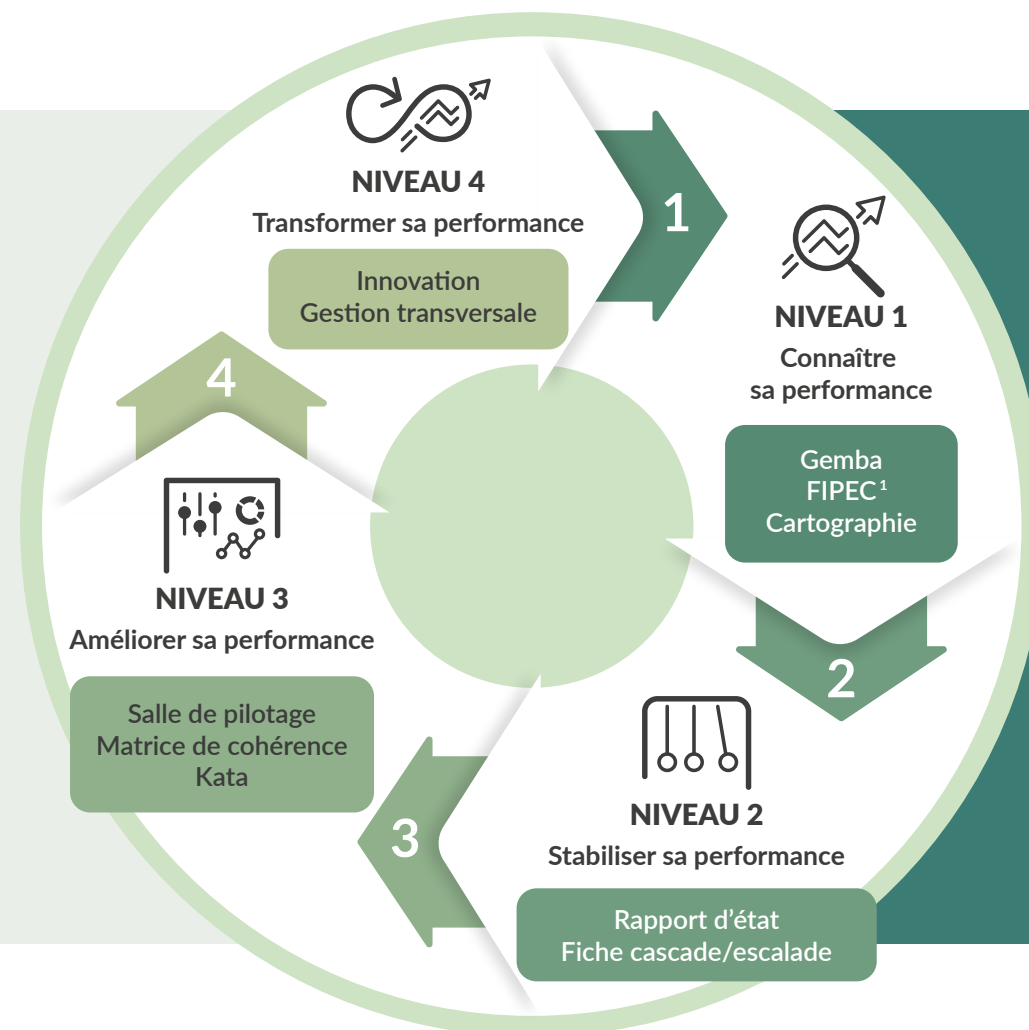 1
NIVEAU 1
Connaître
sa performance
Gemba
FIPEC¹
Cartographie
2
NIVEAU 2
Stabiliser sa performance
Rapport d’état
Fiche cascade/escalade
3
NIVEAU 3
Améliorer sa performance
Salle de pilotage
Matrice de cohérence
Kata
4
NIVEAU 4
Transformer sa performance
Innovation
Gestion transversale